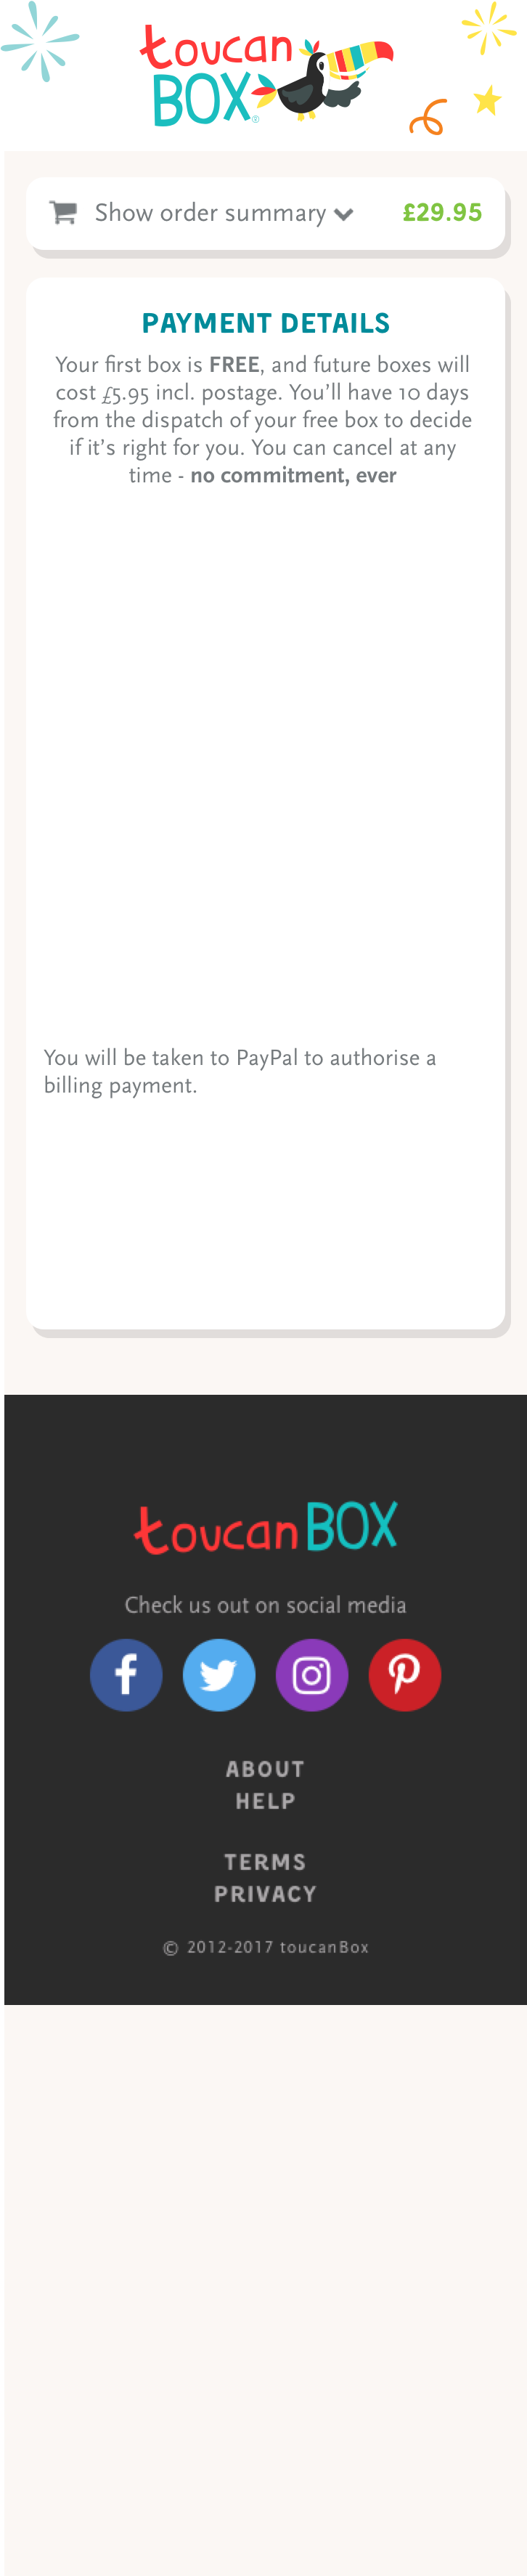 toucan
BOX®
Show order summary £29.95
PAYMENT DETAILS
Your first box is FREE, and future boxes will
cost £5.95 incl. postage. You’ll have 10 days
from the dispatch of your free box to decide
if it’s right for you. You can cancel at any
time - no commitment, ever
You will be taken to PayPal to authorise a
billing payment.
toucanBOX
Check us out on social media
ABOUT
HELP
TERMS
PRIVACY
© 2012-2017 toucanBox